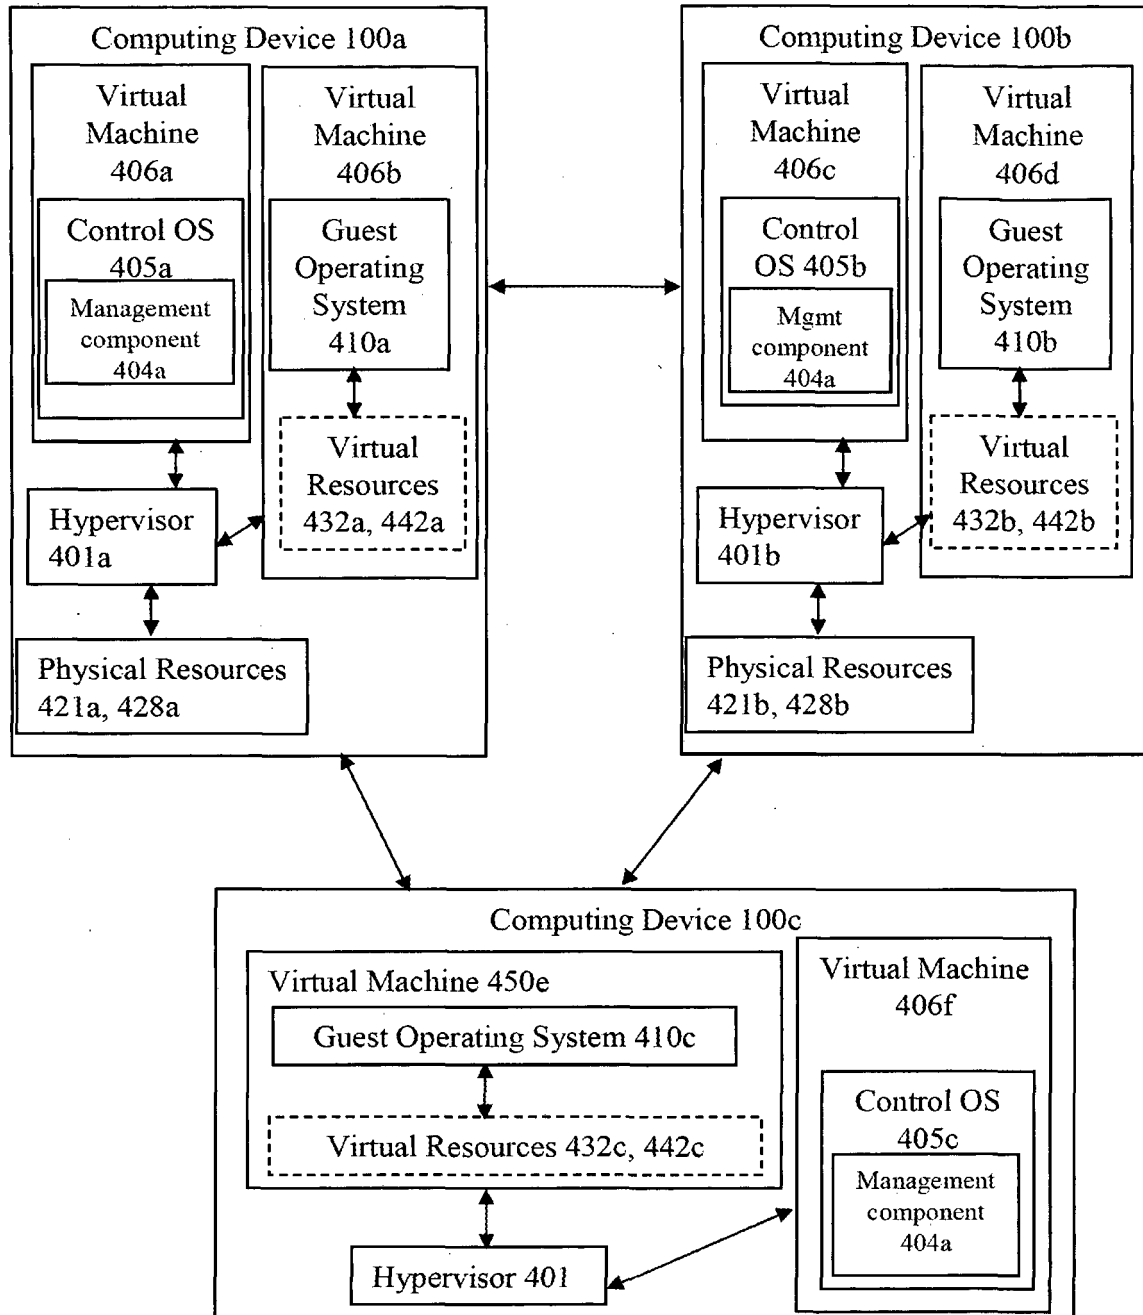 Computing Device 100a
Virtual
Machine
406a
Control OS
405a
Management
component
404a
Virtual
Machine
406b
Guest
Operating
System
410a
Virtual
Resources
432a, 442a
Hypervisor
401a
Physical Resources
421a, 428a
Computing Device 100b
Virtual
Machine
406c
Control
OS 405b
Mgmt
component
404a
Virtual
Machine
406d
Guest
Operating
System
410b
Virtual
Resources
432b, 442b
Hypervisor
401b
Physical Resources
421b, 428b
Computing Device 100c
Virtual Machine 450e
Guest Operating System 410c
Virtual Resources 432c, 442c
Hypervisor 401
Virtual Machine
406f
Control OS
405c
Management
component
404a